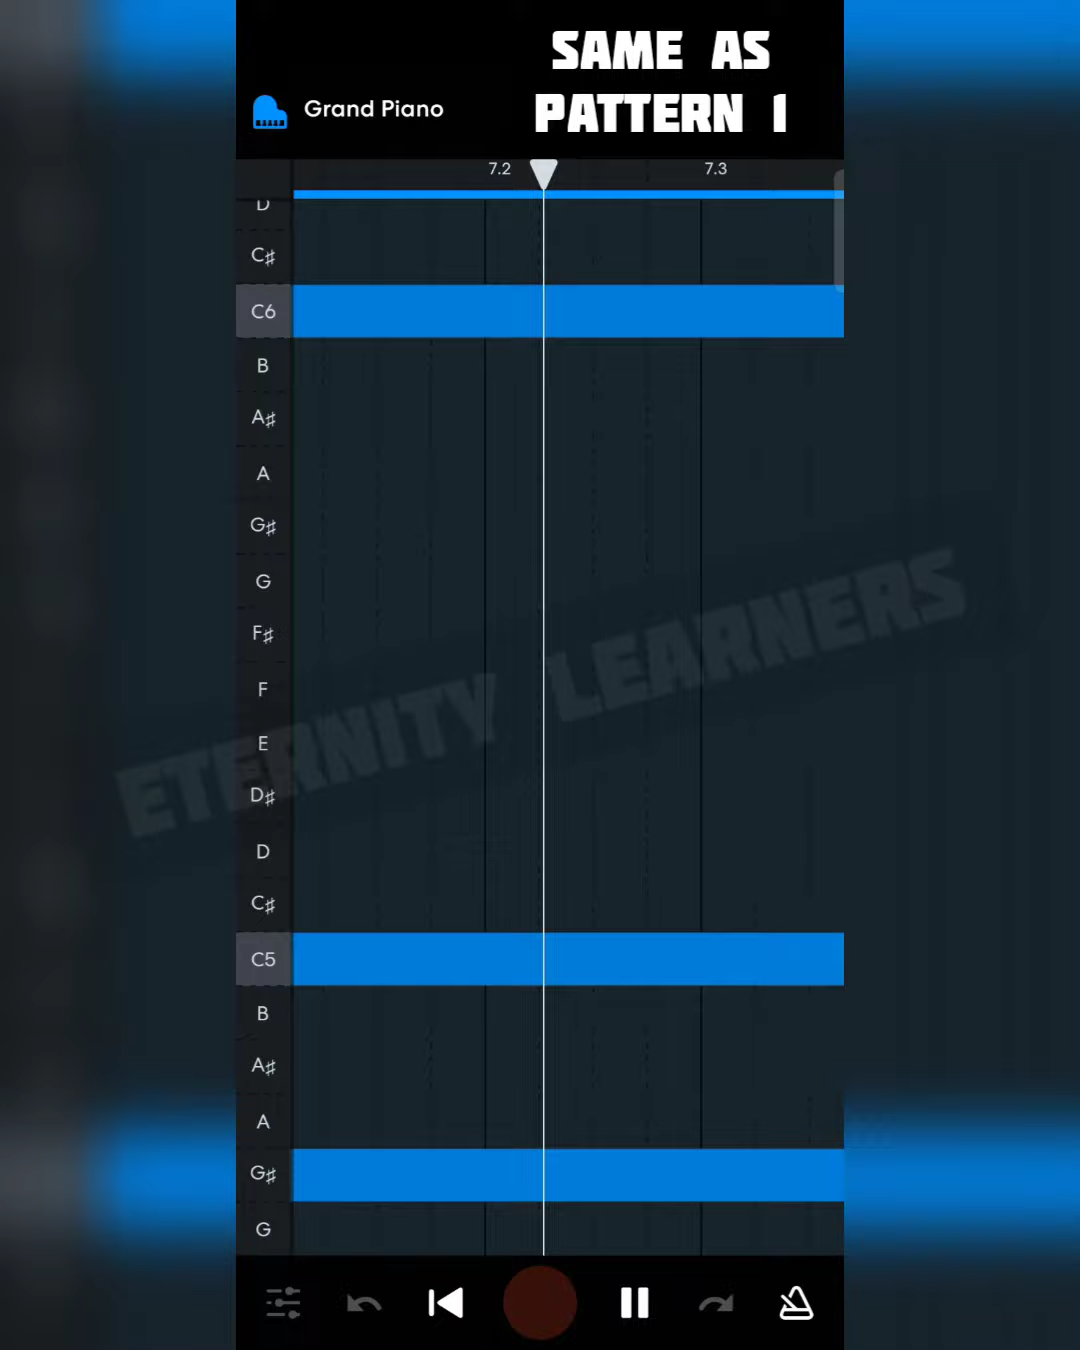 SAME AS
PATTERN 1
Grand Piano
7.2 7.3
D
C♯
C6
B
A♯
A
G♯
G
F♯
F
E
D♯
D
C♯
C5
B
A♯
A
G♯
G
ETERNITY LEARNERS